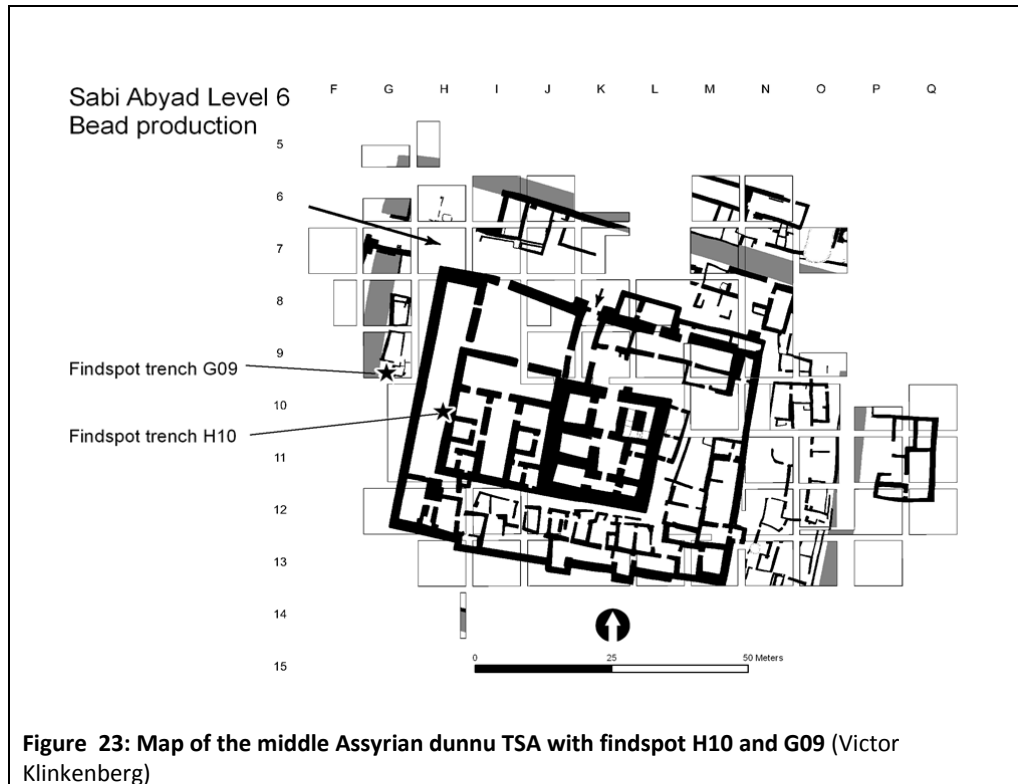 Sabi Abyad Level 6
Bead production
F G H I J K L M N O P Q
5
6
7
8
9
10
11
12
13
14
15
Findspot trench G09
Findspot trench H10
0 25 50 Meters
Figure 23: Map of the middle Assyrian dunnu TSA with findspot H10 and G09 (Victor
Klinkenberg)